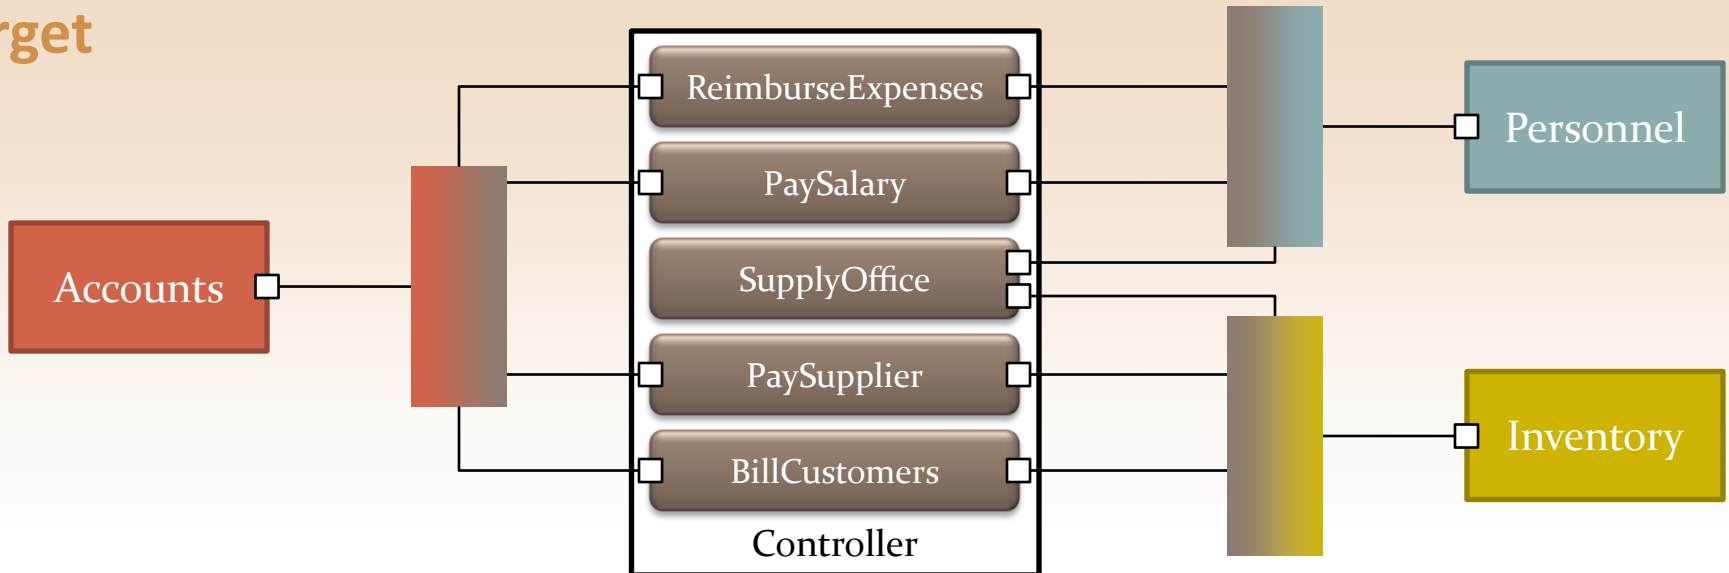 rget
ReimburseExpenses
PaySalary
SupplyOffice
PaySupplier
BillCustomers
Controller
Accounts
Personnel
Inventory